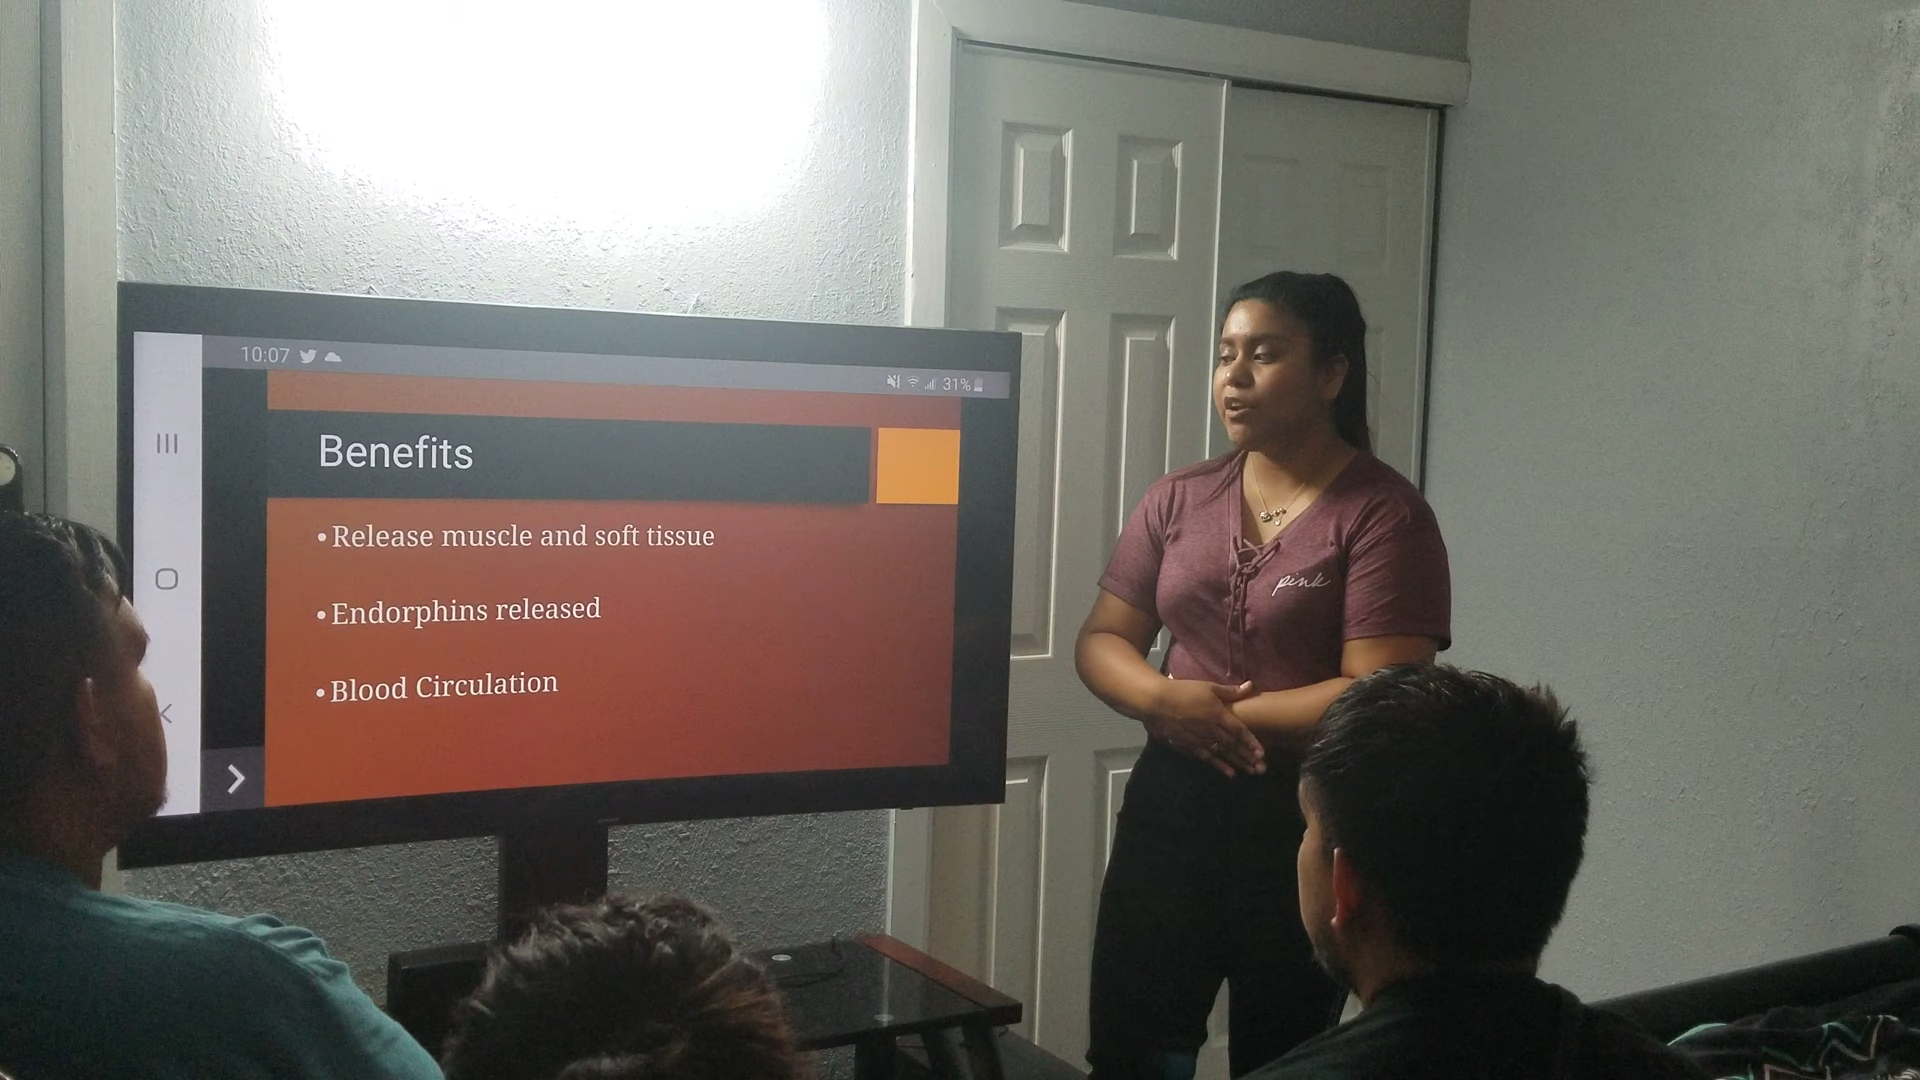 10:07
31%
Benefits
•Release muscle and soft tissue
•Endorphins released
•Blood Circulation
pink